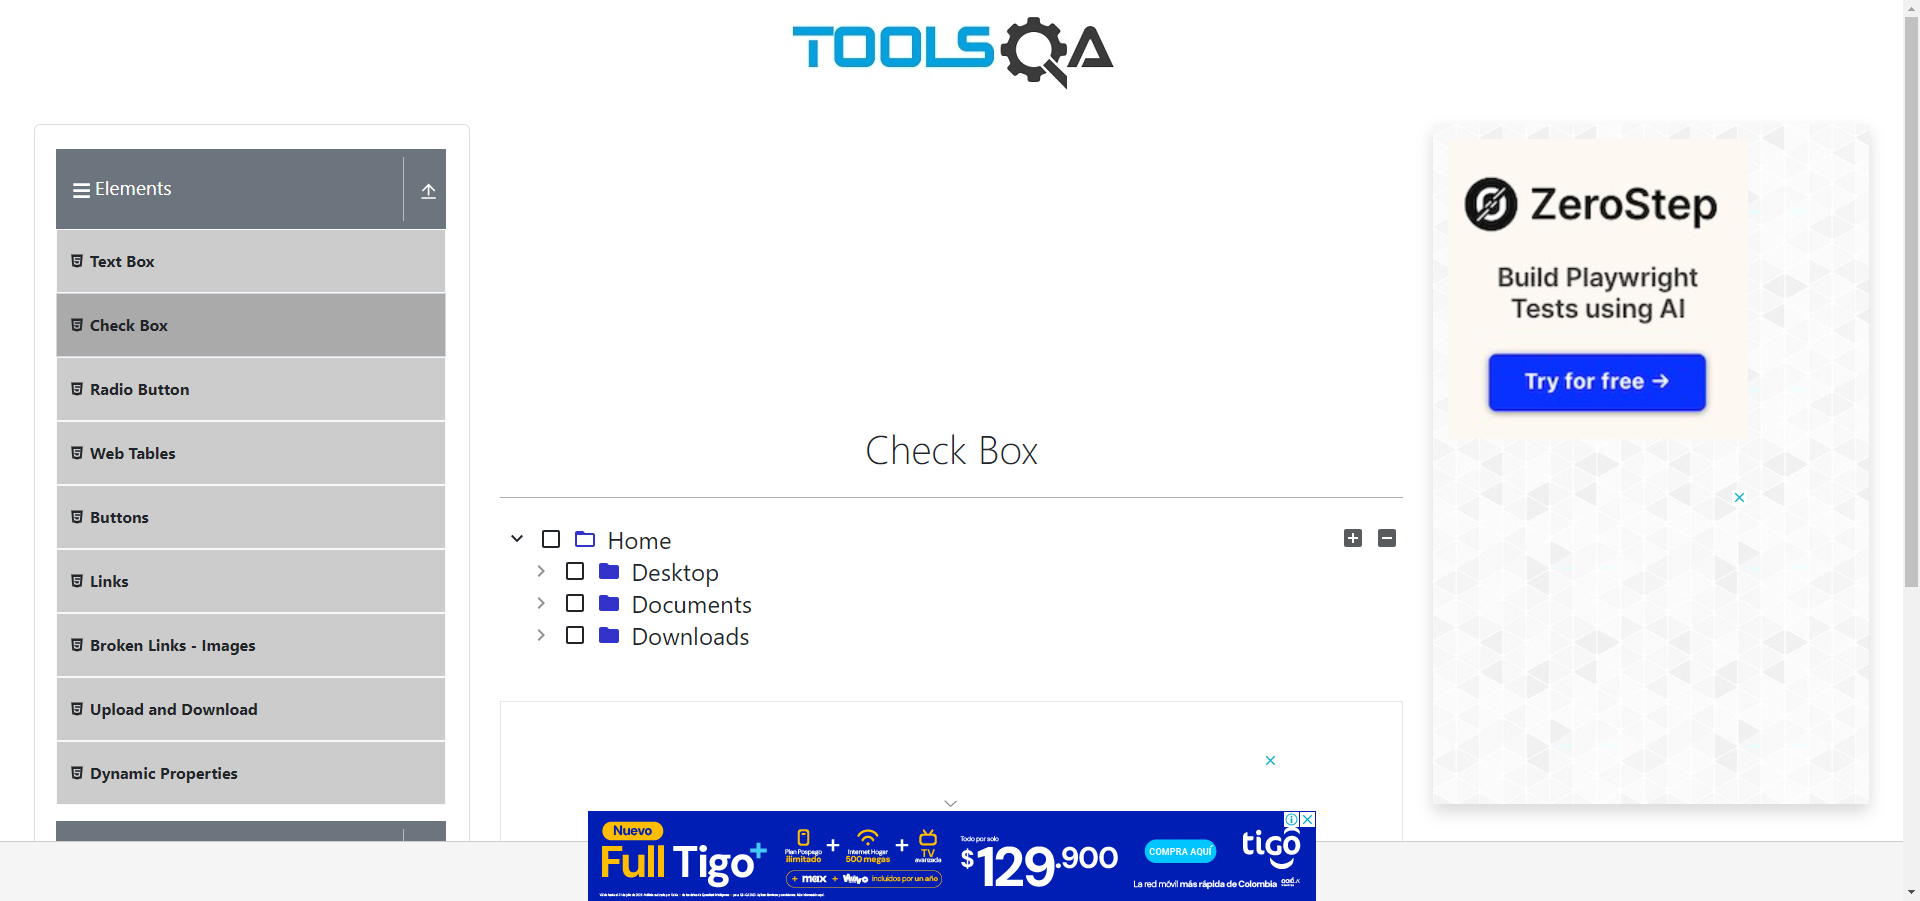 TOOLSQA
Elements
Text Box
Check Box
Radio Button
Web Tables
Buttons
Links
Broken Links - Images
Upload and Download
Dynamic Properties
Check Box
Home
Desktop
Documents
Downloads
ZeroStep
Build Playwright
Tests using AI
Try for free →
Nuevo
Full Tigo+
Plan Pospago
ilimitado
+
Internet Hogar
500 megas
+
TV
avanzada
+ max + incluidos por un año
Todo por solo
$129.900
COMPRA AQUÍ
tigo
La red móvil más rápida de Colombia